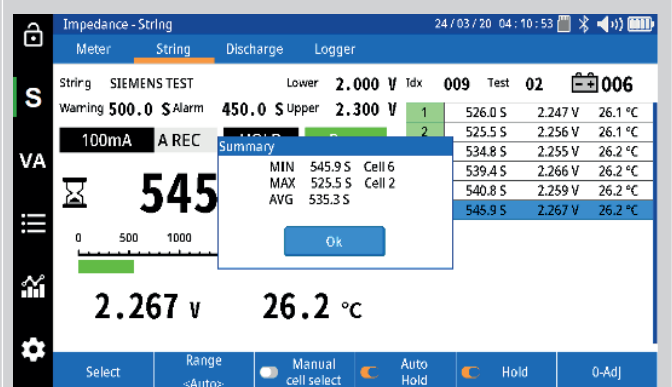 Impedance - String 24/03/20 04:10:53
Meter String Discharge Logger
String SIEMENS TEST Lower 2.000 V Idx 009 Test 02 006
Warning 500.0 S Alarm 450.0 S Upper 2.300 V
100mA A REC
1 526.0 S 2.247 V 26.1 °C
2 525.5 S 2.256 V 26.1 °C
534.8 S 2.255 V 26.2 °C
539.4 S 2.266 V 26.2 °C
540.8 S 2.259 V 26.2 °C
545.9 S 2.267 V 26.2 °C
Summary
MIN 545.9 S Cell 6
MAX 525.5 S Cell 2
AVG 535.3 S
Ok
S
VA
545
0 500 1000
2.267 V 26.2 °C
Select Range <Auto> Manual cell select Auto Hold Hold 0-Adj